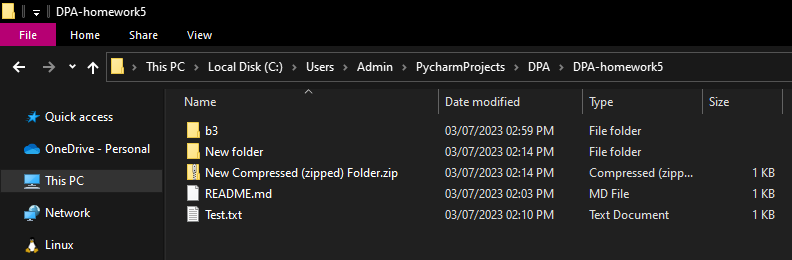 DPA-homework5
File Home Share View
This PC Local Disk (C:) Users Admin PycharmProjects DPA DPA-homework5
Name Date modified Type Size
Quick access
OneDrive - Personal
This PC
Network
Linux
b3 03/07/2023 02:59 PM File folder
New folder 03/07/2023 02:14 PM File folder
New Compressed (zipped) Folder.zip 03/07/2023 02:14 PM Compressed (zipp... 1 KB
README.md 03/07/2023 02:03 PM MD File 1 KB
Test.txt 03/07/2023 02:10 PM Text Document 1 KB